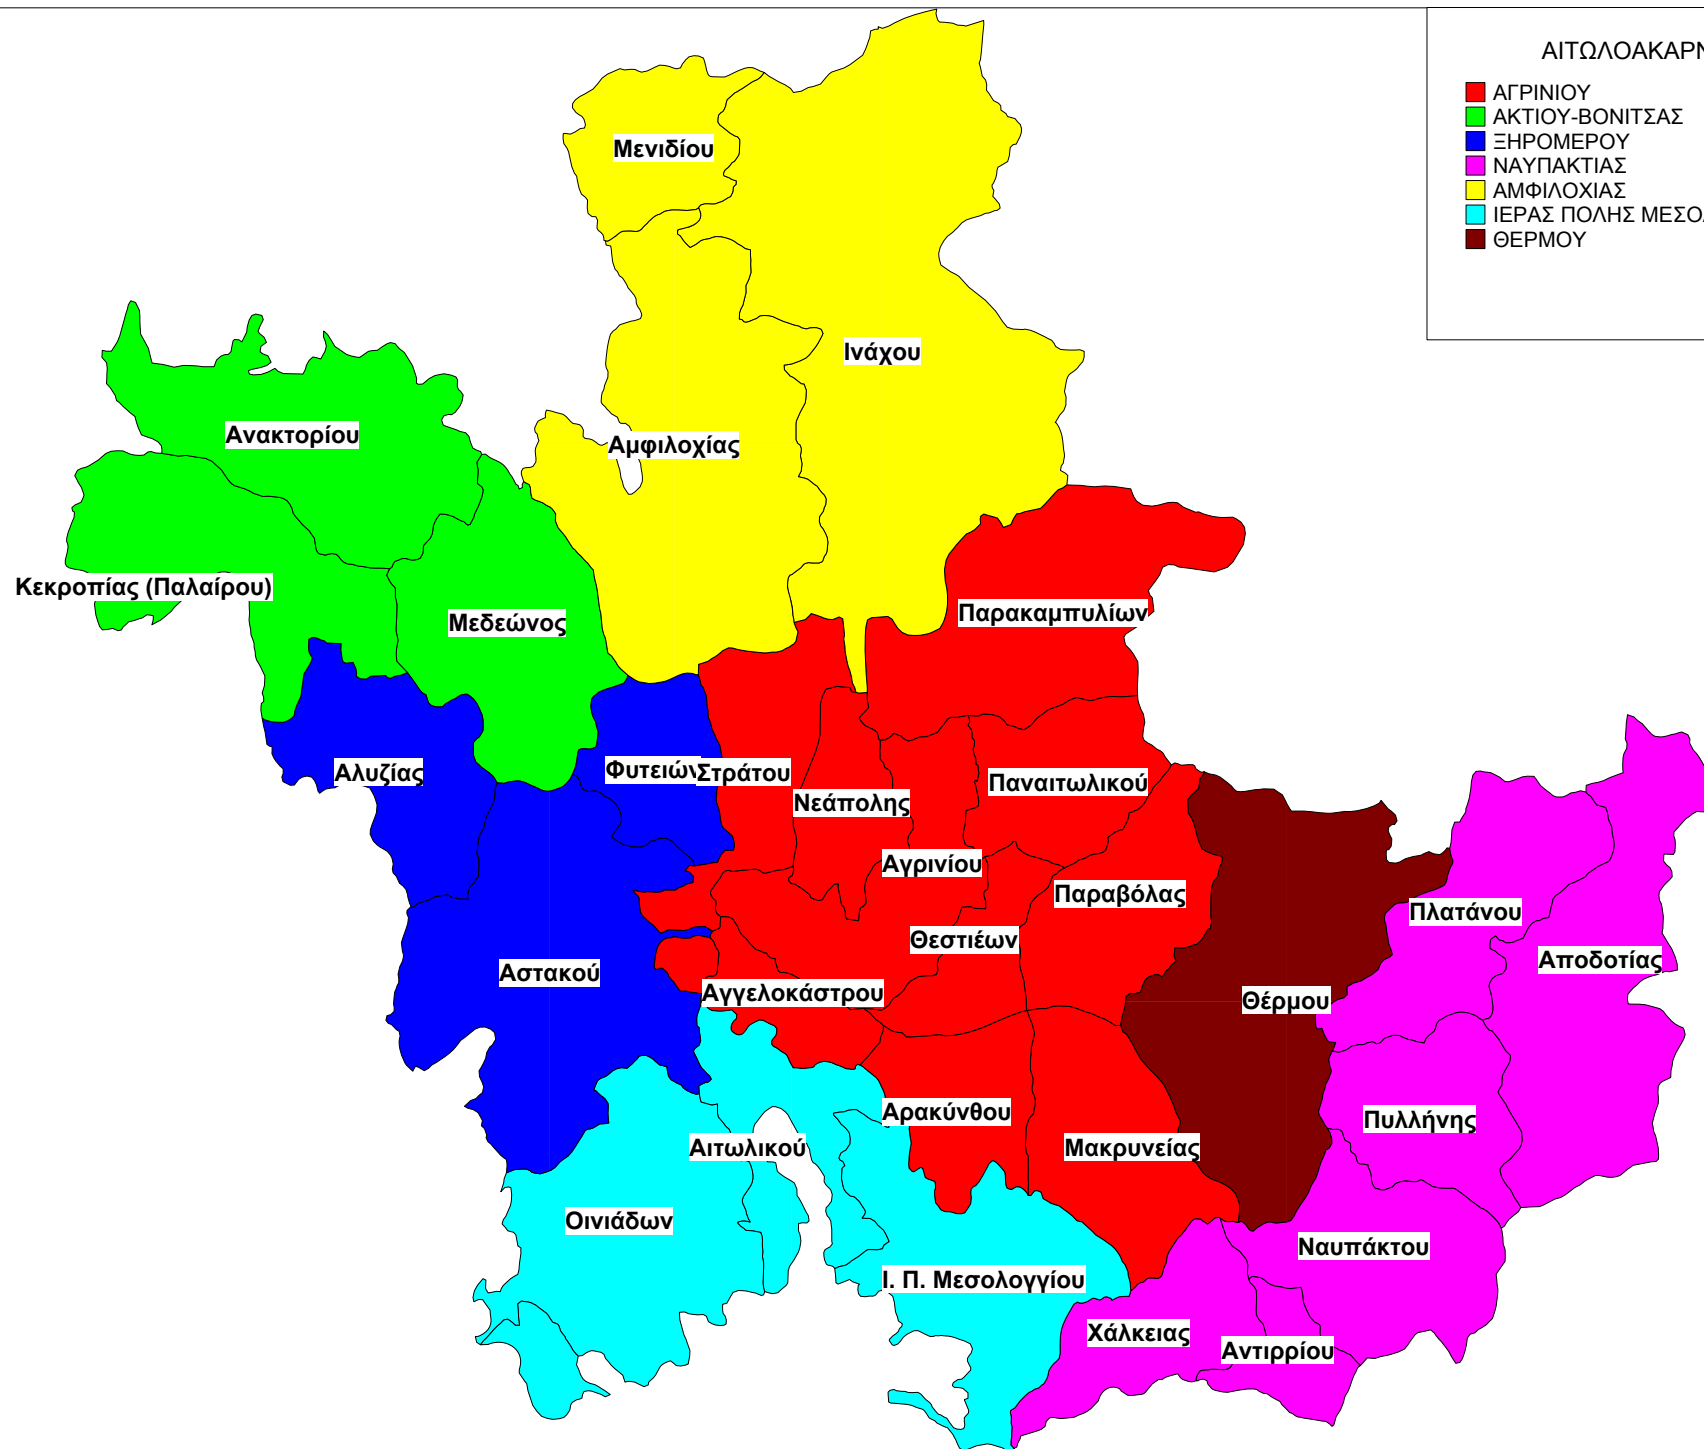 ΑΙΤΩΛΟΑΚΑΡΝ
ΑΓΡΙΝΙΟΥ
ΑΚΤΙΟΥ-ΒΟΝΙΤΣΑΣ
ΞΗΡΟΜΕΡΟΥ
ΝΑΥΠΑΚΤΙΑΣ
ΑΜΦΙΛΟΧΙΑΣ
ΙΕΡΑΣ ΠΟΛΗΣ ΜΕΣΟΛ
ΘΕΡΜΟΥ
Μενιδίου
Ινάχου
Ανακτορίου
Αμφιλοχίας
Κεκροπίας (Παλαίρου)
Μεδεώνος
Παρακαμπυλίων
Αλυζίας
Φυτειών
Στράτου
Νεάπολης
Παναιτωλικού
Αγρινίου
Παραβόλας
Πλατάνου
Θεστιέων
Αποδοτίας
Αστακού
Αγγελοκάστρου
Θέρμου
Αρακύνθου
Πυλλήνης
Αιτωλικού
Μακρυνείας
Οινιάδων
Ναυπάκτου
Ι. Π. Μεσολογγίου
Χάλκειας
Αντιρρίου